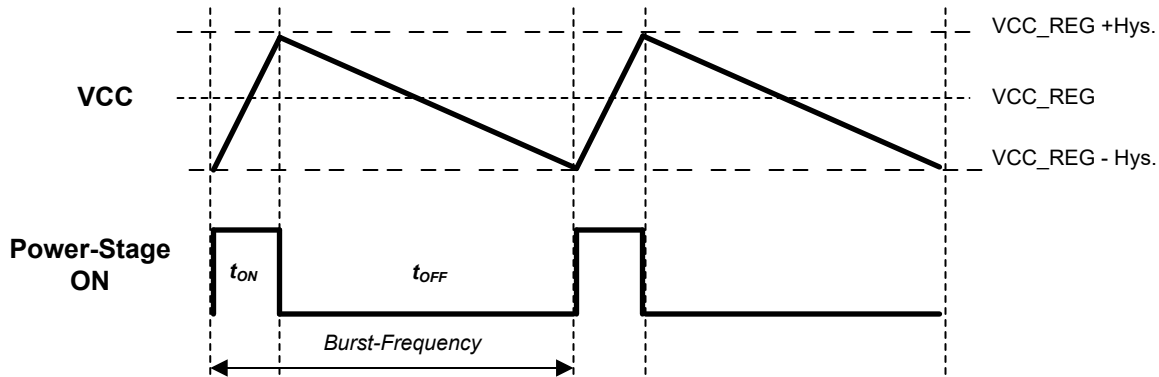 VCC_REG +Hys.
VCC
VCC_REG
VCC_REG - Hys.
Power-Stage
ON
tON
tOFF
Burst-Frequency